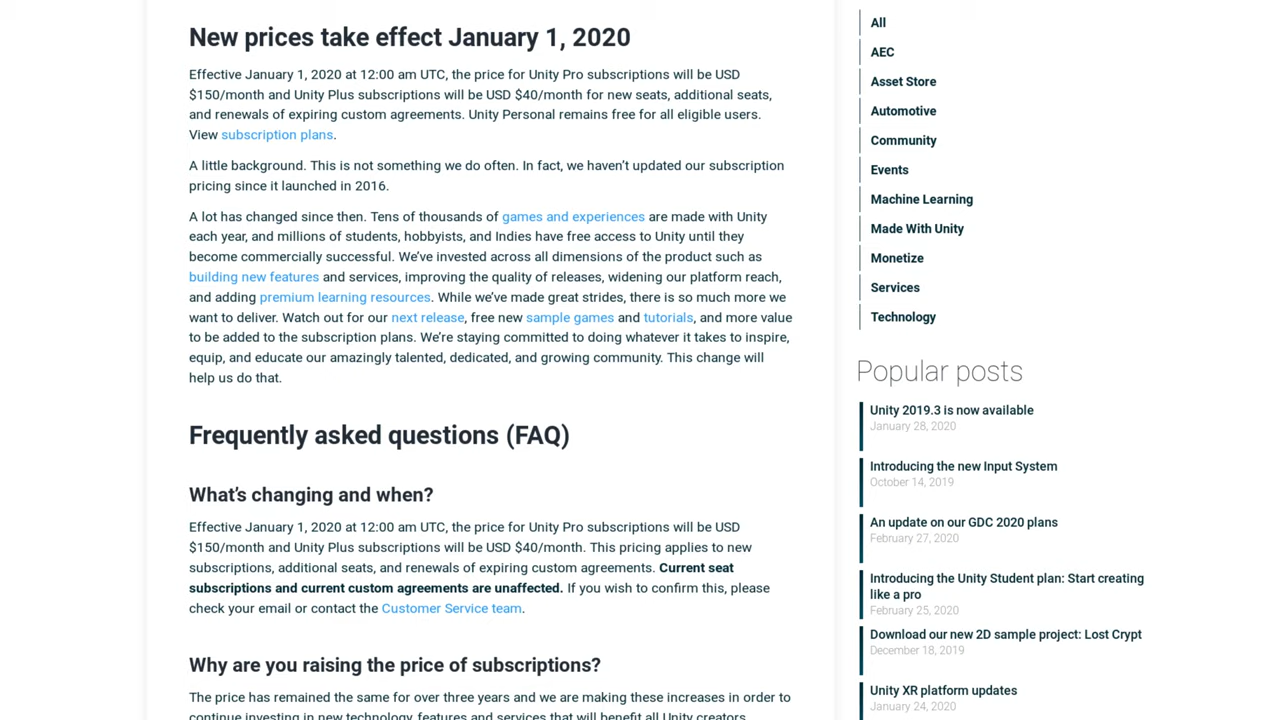 New prices take effect January 1, 2020
Effective January 1, 2020 at 12:00 am UTC, the price for Unity Pro subscriptions will be USD
$150/month and Unity Plus subscriptions will be USD $40/month for new seats, additional seats,
and renewals of expiring custom agreements. Unity Personal remains free for all eligible users.
View subscription plans.
A little background. This is not something we do often. In fact, we haven’t updated our subscription
pricing since it launched in 2016.
A lot has changed since then. Tens of thousands of games and experiences are made with Unity
each year, and millions of students, hobbyists, and Indies have free access to Unity until they
become commercially successful. We’ve invested across all dimensions of the product such as
building new features and services, improving the quality of releases, widening our platform reach,
and adding premium learning resources. While we’ve made great strides, there is so much more we
want to deliver. Watch out for our next release, free new sample games and tutorials, and more value
to be added to the subscription plans. We’re staying committed to doing whatever it takes to inspire,
equip, and educate our amazingly talented, dedicated, and growing community. This change will
help us do that.
Frequently asked questions (FAQ)
What’s changing and when?
Effective January 1, 2020 at 12:00 am UTC, the price for Unity Pro subscriptions will be USD
$150/month and Unity Plus subscriptions will be USD $40/month. This pricing applies to new
subscriptions, additional seats, and renewals of expiring custom agreements. Current seat
subscriptions and current custom agreements are unaffected. If you wish to confirm this, please
check your email or contact the Customer Service team.
Why are you raising the price of subscriptions?
The price has remained the same for over three years and we are making these increases in order to
continue investing in new technology, features and services that will benefit all Unity creators.
All
AEC
Asset Store
Automotive
Community
Events
Machine Learning
Made With Unity
Monetize
Services
Technology
Popular posts
Unity 2019.3 is now available
January 28, 2020
Introducing the new Input System
October 14, 2019
An update on our GDC 2020 plans
February 27, 2020
Introducing the Unity Student plan: Start creating
like a pro
February 25, 2020
Download our new 2D sample project: Lost Crypt
December 18, 2019
Unity XR platform updates
January 24, 2020